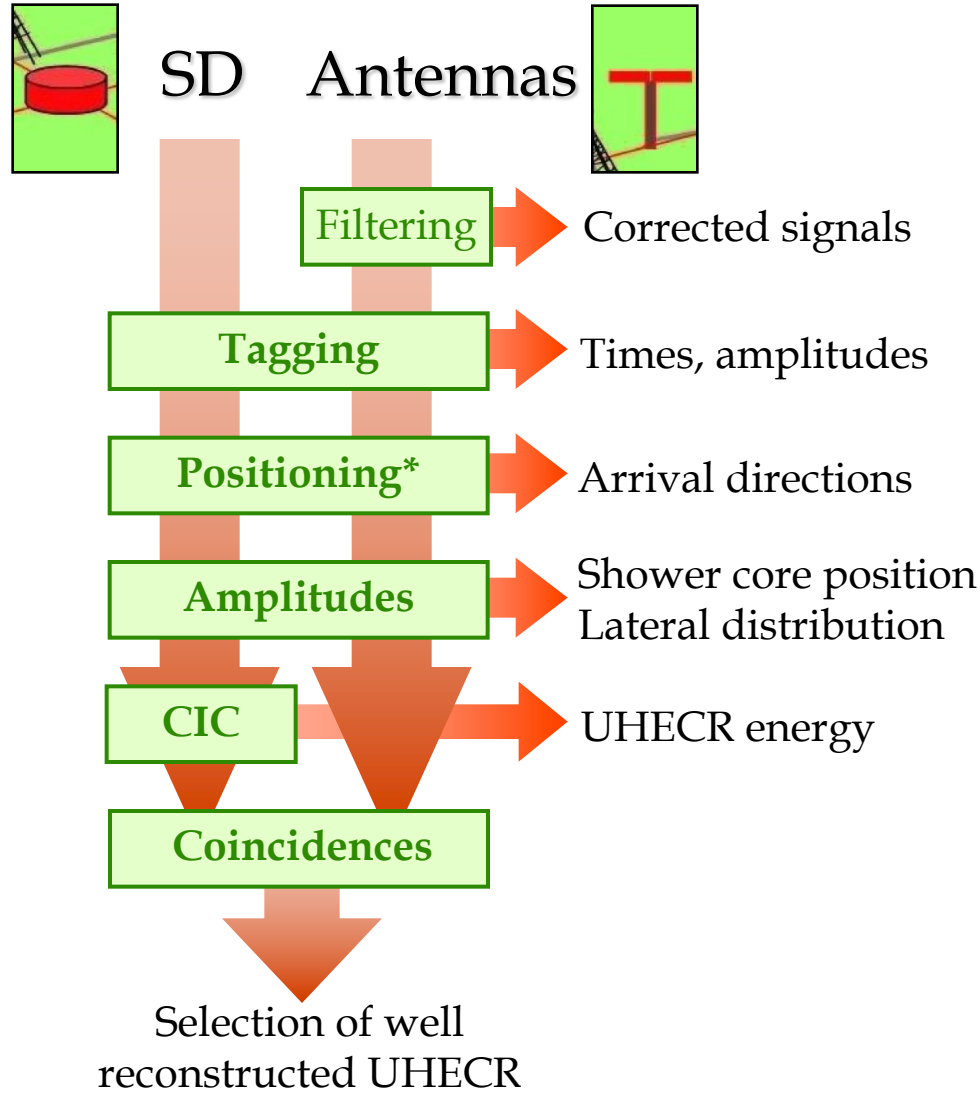 SD
Antennas
Filtering
Corrected signals
Tagging
Times, amplitudes
Positioning*
Arrival directions
Amplitudes
Shower core position
Lateral distribution
CIC
UHECR energy
Coincidences
Selection of well
reconstructed UHECR